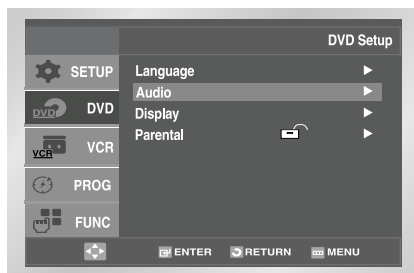 DVD Setup
SETUP
DVD DVD
VCR VCR
PROG
FUNC
Language ►
Audio ►
Display ►
Parental ►
ENTER RETURN MENU